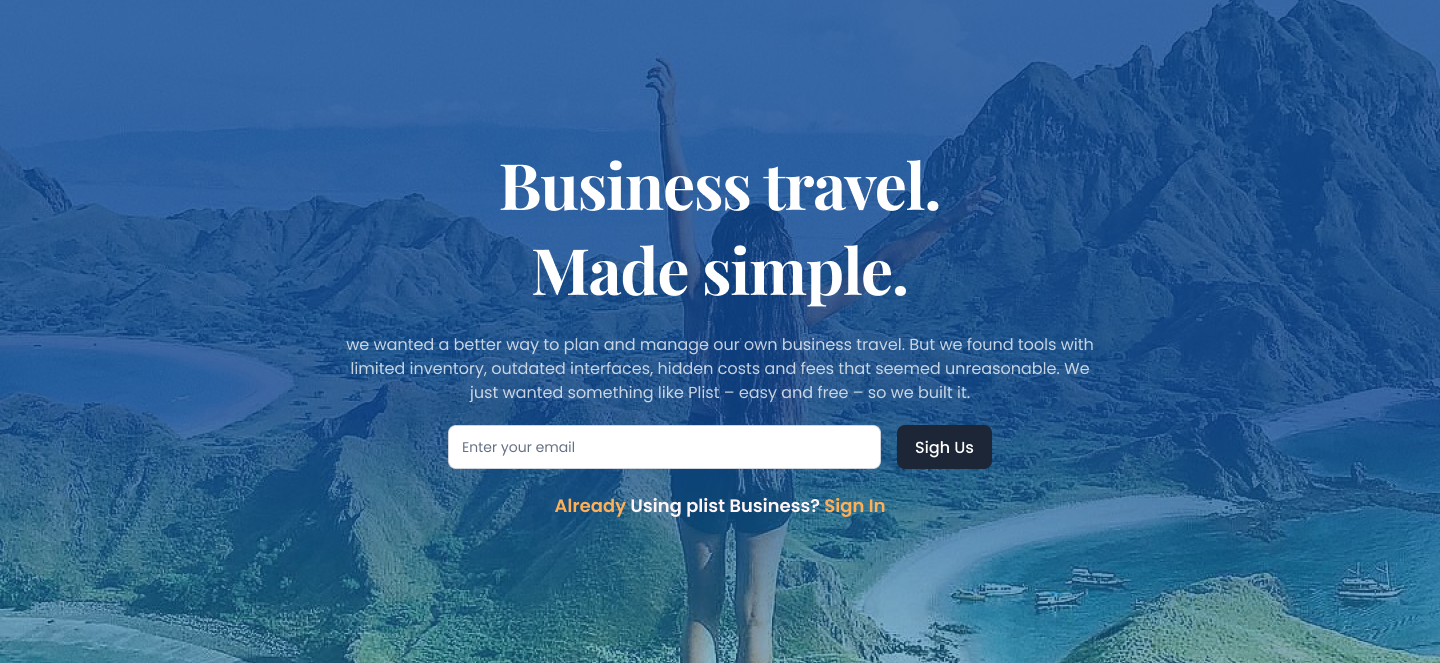 Business travel.
Made simple.
we wanted a better way to plan and manage our own business travel. But we found tools with
limited inventory, outdated interfaces, hidden costs and fees that seemed unreasonable. We
just wanted something like Plist – easy and free – so we built it.
Enter your email
Sigh Us
Already Using plist Business? Sign In